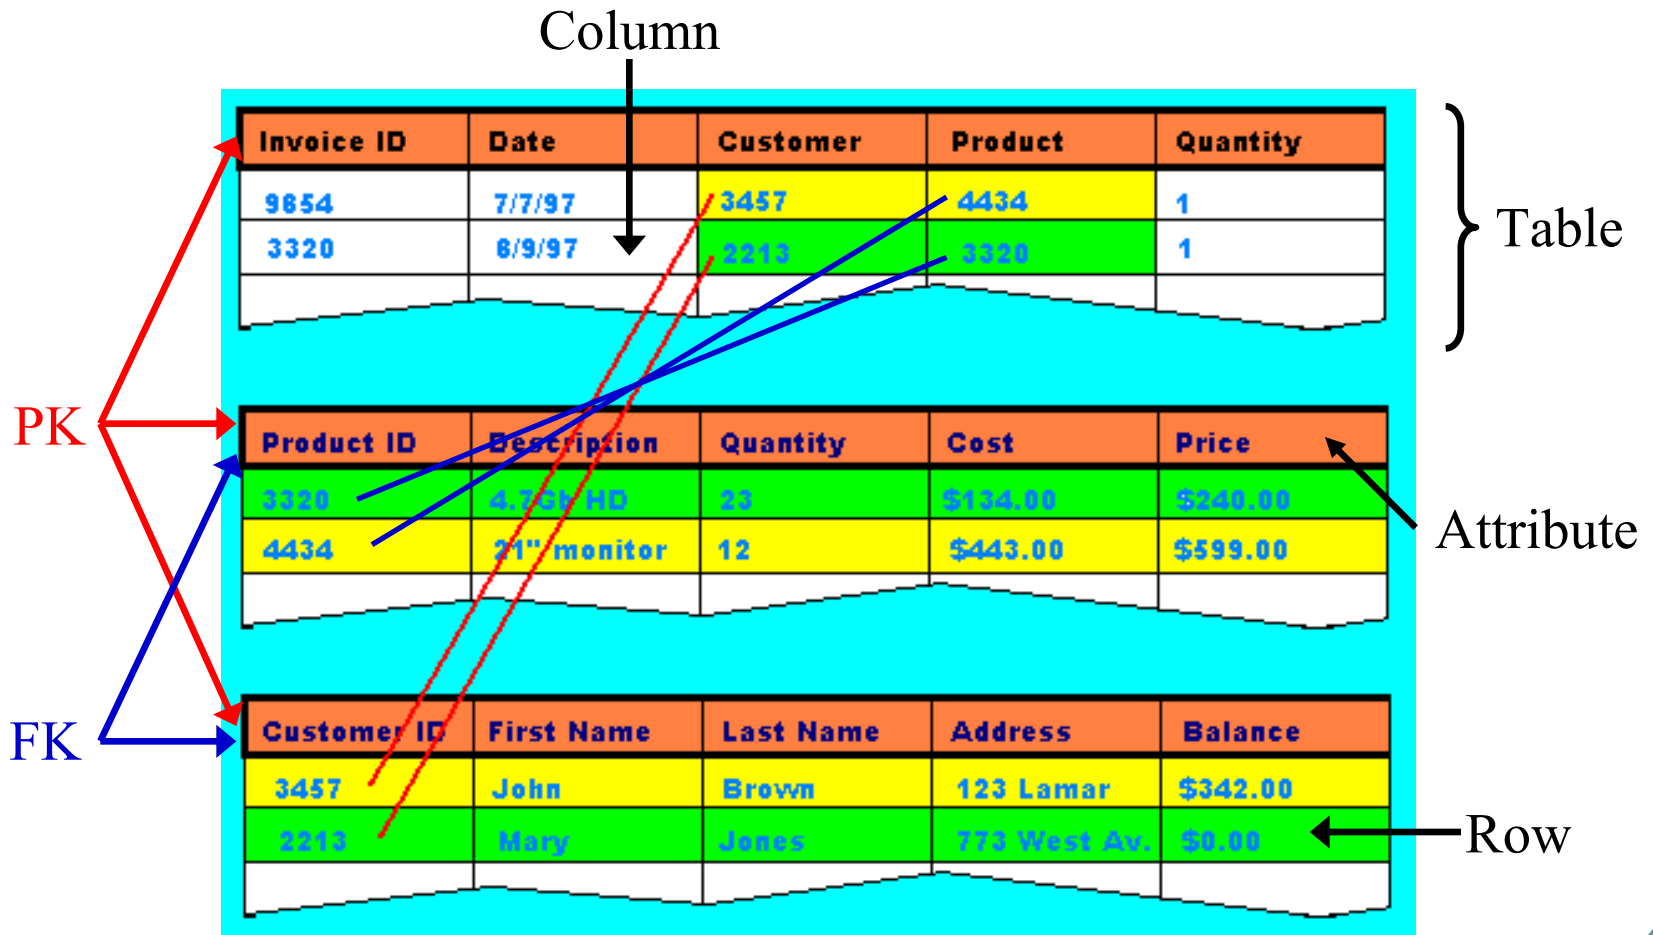 Column
Invoice ID Date Customer Product Quantity
9854 7/7/97 3457 4434 1
3320 8/9/97 2213 3320 1
Table
PK
Product ID Description Quantity Cost Price
3320 4.7Gb HD 23 $134.00 $240.00
4434 21" monitor 12 $443.00 $599.00
Attribute
FK
Customer ID First Name Last Name Address Balance
3457 John Brown 123 Lamar $342.00
2213 Mary Jones 773 West Av. $0.00
Row